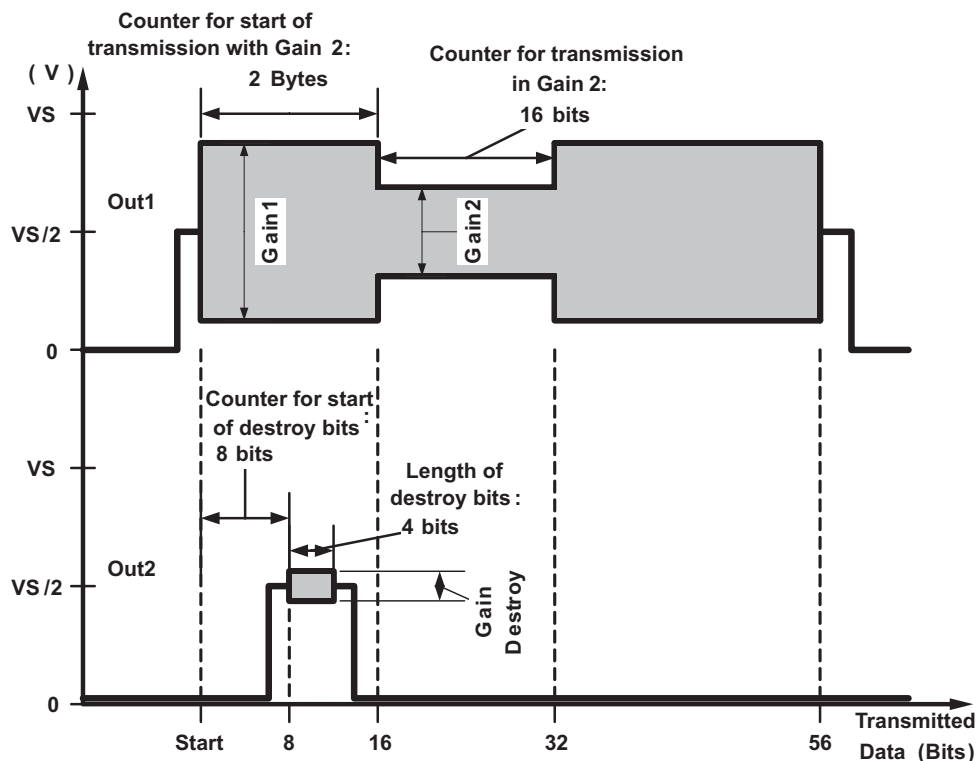 Counter for start of
transmission with Gain 2:
2 Bytes
Counter for transmission
in Gain 2:
16 bits
(V)
VS
Out1
VS/2
Gain1
Gain2
0
Counter for start
of destroy bits:
8 bits
VS
Length of
destroy bits:
4 bits
Out2
VS/2
Gain
Destroy
0
Start
8
16
32
56
Transmitted
Data (Bits)